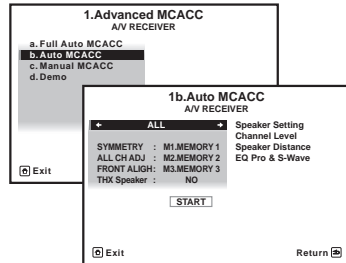 1.Advanced MCACC
A/V RECEIVER
a.Full Auto MCACC
b.Auto MCACC
c.Manual MCACC
d.Demo
Exit
1b.Auto MCACC
A/V RECEIVER
ALL
Speaker Setting
Channel Level
SYMMETRY : M1.MEMORY 1 Speaker Distance
ALL CH ADJ : M2.MEMORY 2 EQ Pro & S-Wave
FRONT ALIGH: M3.MEMORY 3
THX Speaker : NO
START
Exit Return